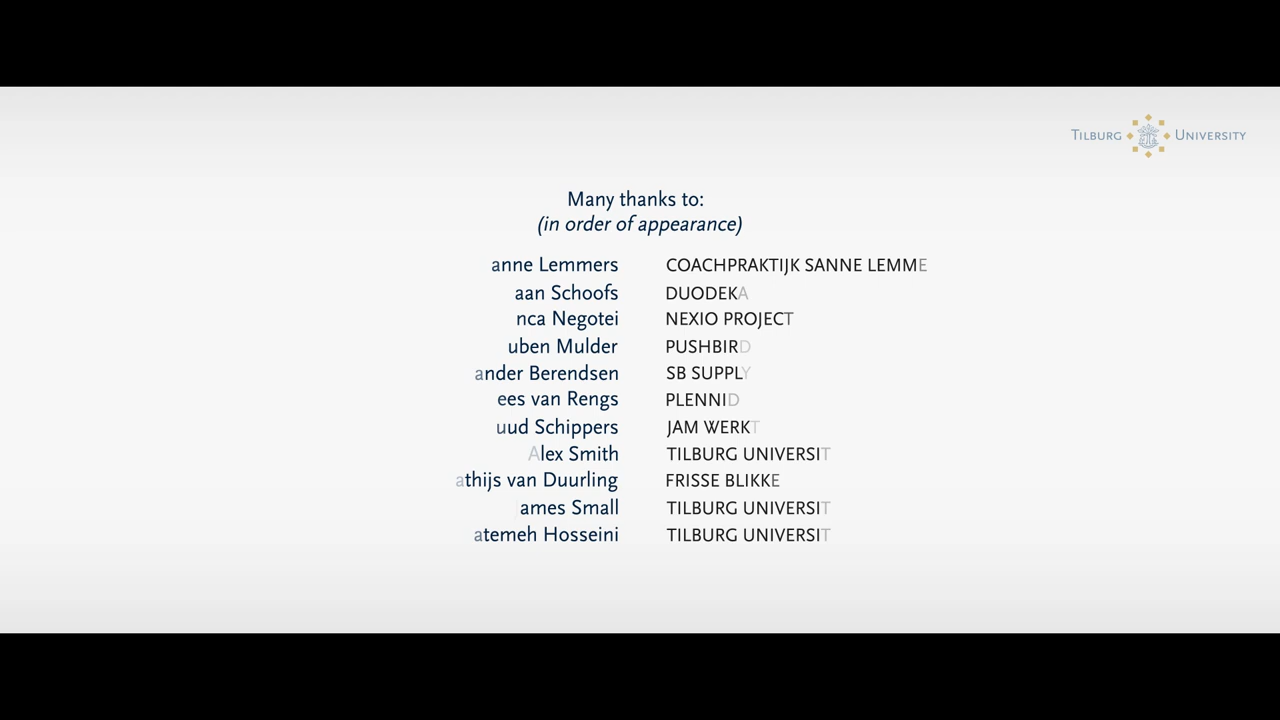 TILBURG UNIVERSITY
Many thanks to:
(in order of appearance)
anne Lemmers COACHPRAKTIJK SANNE LEMME
aan Schoofs DUODEKA
nca Negotei NEXIO PROJECT
uben Mulder PUSHBIRD
ander Berendsen SB SUPPLY
ees van Rengs PLENNID
uud Schippers JAM WERKT
Alex Smith TILBURG UNIVERSIT
athijs van Duurling FRISSE BLIKKE
James Small TILBURG UNIVERSIT
atemeh Hosseini TILBURG UNIVERSIT